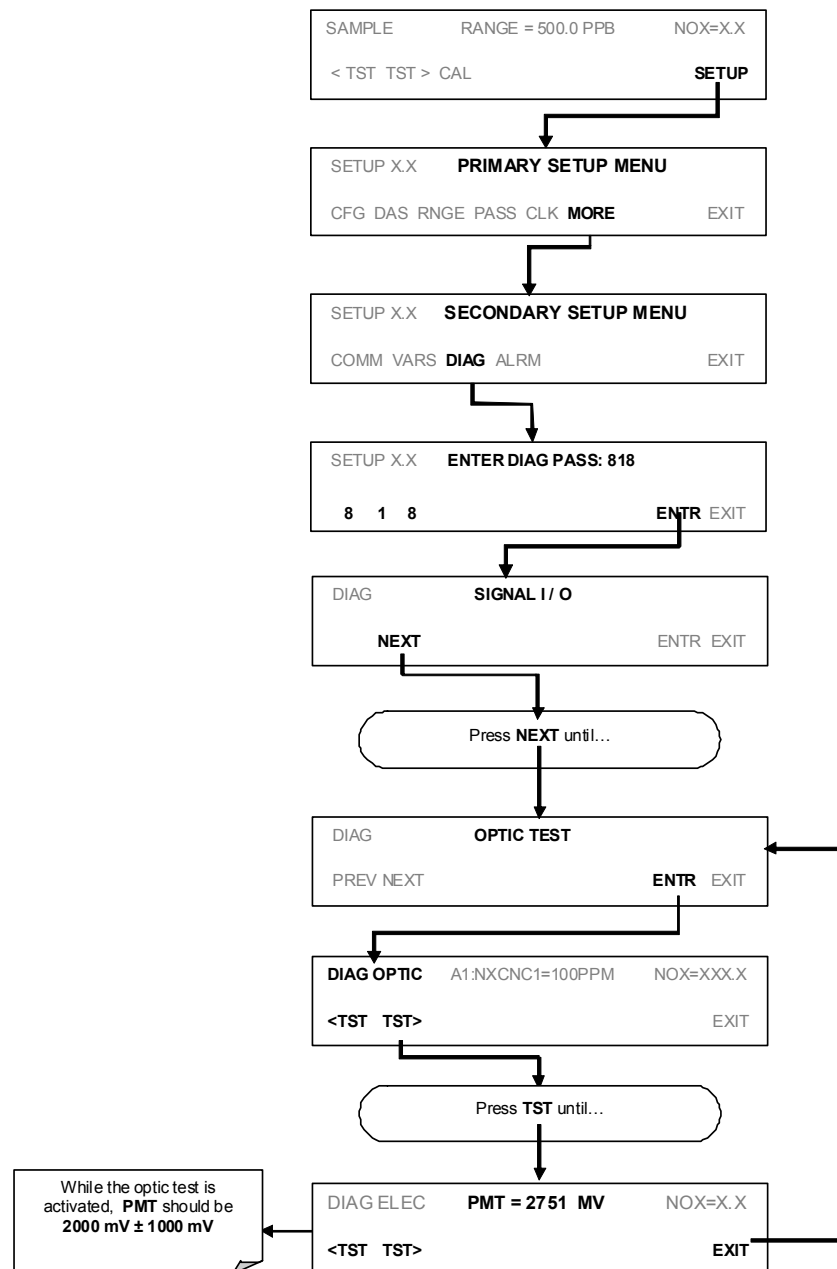 SAMPLE RANGE = 500.0 PPB NOX=X.X
< TST TST > CAL SETUP
SETUP X.X PRIMARY SETUP MENU
CFG DAS RNGE PASS CLK MORE EXIT
SETUP X.X SECONDARY SETUP MENU
COMM VARS DIAG ALRM EXIT
SETUP X.X ENTER DIAG PASS: 818
8 1 8 ENTR EXIT
DIAG SIGNAL I / O
NEXT ENTR EXIT
Press NEXT until...
DIAG OPTIC TEST
PREV NEXT ENTR EXIT
DIAG OPTIC A1:NXCNC1=100PPM NOX=XXX.X
<TST TST> EXIT
Press TST until...
While the optic test is
activated, PMT should be
2000 mV ± 1000 mV
DIAG ELEC PMT = 2751 MV NOX=X.X
<TST TST> EXIT